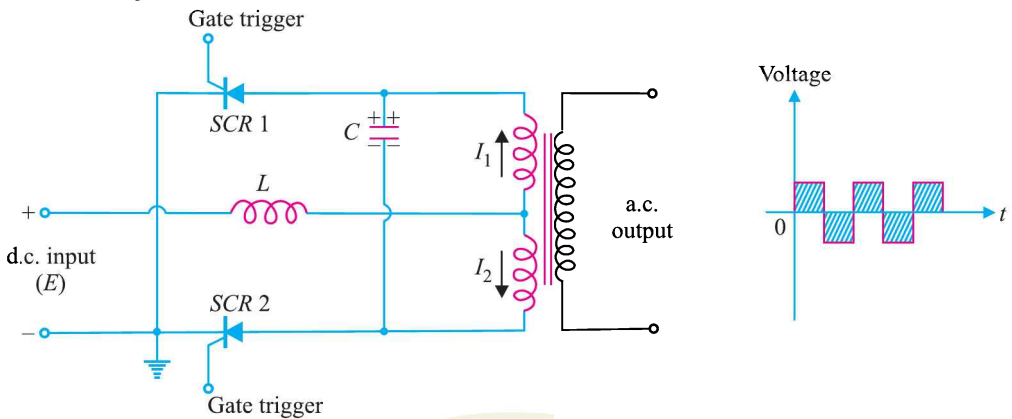 Gate trigger
SCR 1
C
++
− −
I1
L
+
d.c. input
(E)
−
I2
SCR 2
Gate trigger
a.c.
output
Voltage
0
t